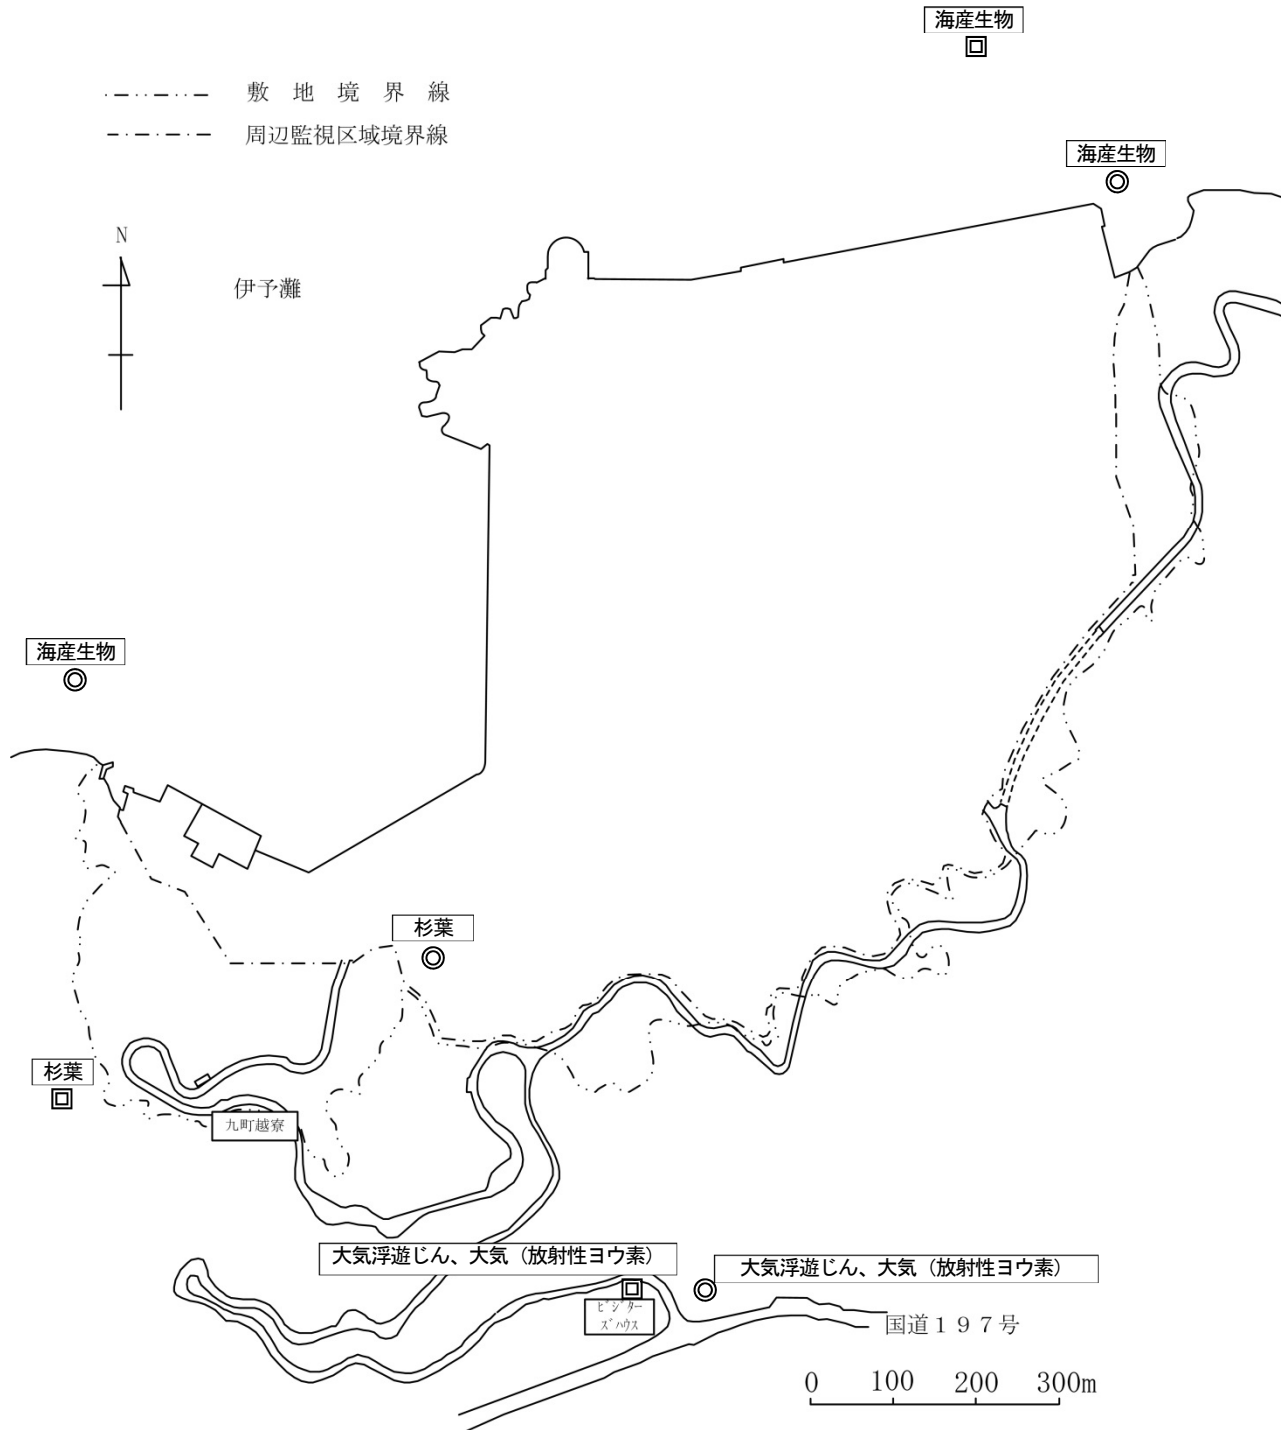 海産生物
敷地境界線
周辺監視区域境界線
海産生物
N
伊予灘
海産生物
杉葉
杉葉
九町越寮
大気浮遊じん、大気（放射性ヨウ素）
大気浮遊じん、大気（放射性ヨウ素）
ﾋﾞｼﾞﾀｰ
ｽﾞﾊｳｽ
国道１９７号
0 100 200 300m